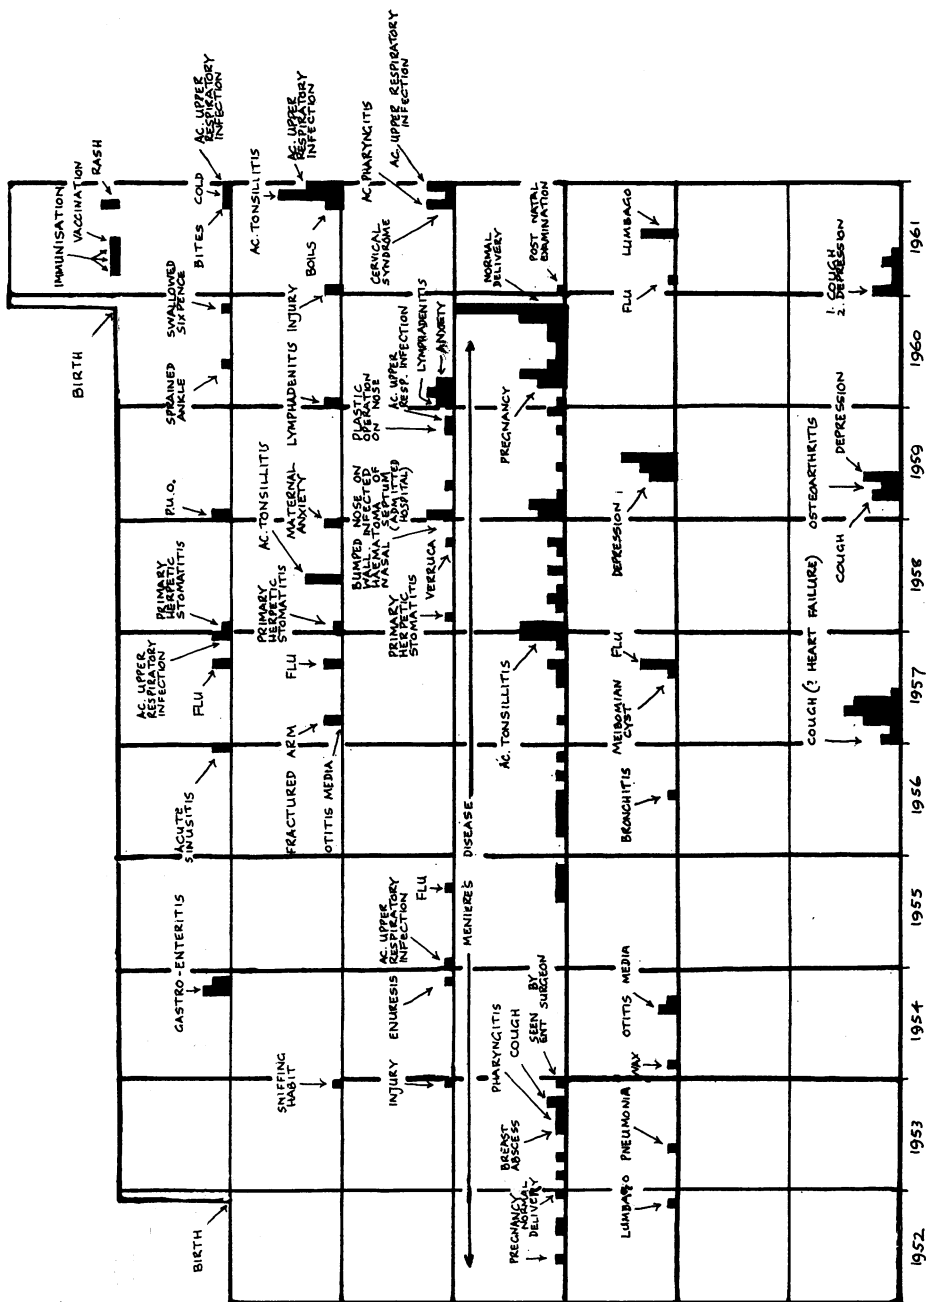 IMMUNISATION
VACCINATION
RASH
BIRTH
BIRTH
GASTRO-ENTERITIS
ACUTE
SINUSITIS
FLU
AC. UPPER
RESPIRATORY
INFECTION
PRIMARY
HERPETIC
STOMATITIS
P.U.O.
SPRAINED
ANKLE
SWALLOWED
SIXPENCE
BITES
COLD
AC. UPPER
RESPIRATORY
INFECTION
SNIFFING
HABIT
FRACTURED ARM
OTITIS MEDIA
FLU
PRIMARY
HERPETIC
STOMATITIS
AC. TONSILLITIS
MATERNAL
ANXIETY
LYMPHADENITIS
INJURY
BOILS
AC. TONSILLITIS
AC. UPPER
RESPIRATORY
INFECTION
INJURY
ENURESIS
AC. UPPER
RESPIRATORY
INFECTION
FLU
PRIMARY
HERPETIC
STOMATITIS
VERRUCA
BUMPED NOSE ON
WALL. INFECTED
HAEMATOMA OF
NASAL SEPTUM
(ADMITTED
HOSPITAL)
PLASTIC
OPERATION
ON NOSE
AC. UPPER
RESP. INFECTION
LYMPHADENITIS
ANXIETY
CERVICAL
SYNDROME
AC. PHARYNGITIS
AC. UPPER RESPIRATORY
INFECTION
MENIERE'S DISEASE
PREGNANCY
NORMAL
DELIVERY
BREAST
ABSCESS
PHARYNGITIS
COUGH
SEEN BY
ENT SURGEON
AC. TONSILLITIS
PREGNANCY
NORMAL
DELIVERY
POST NATAL
EXAMINATION
LUMBAGO
PNEUMONIA
WAX
OTITIS MEDIA
BRONCHITIS
MEIBOMIAN
CYST
FLU
DEPRESSION
FLU
LUMBAGO
COUGH (? HEART FAILURE)
COUGH
OSTEOARTHRITIS
DEPRESSION
1. COUGH
2. DEPRESSION
1952 1953 1954 1955 1956 1957 1958 1959 1960 1961